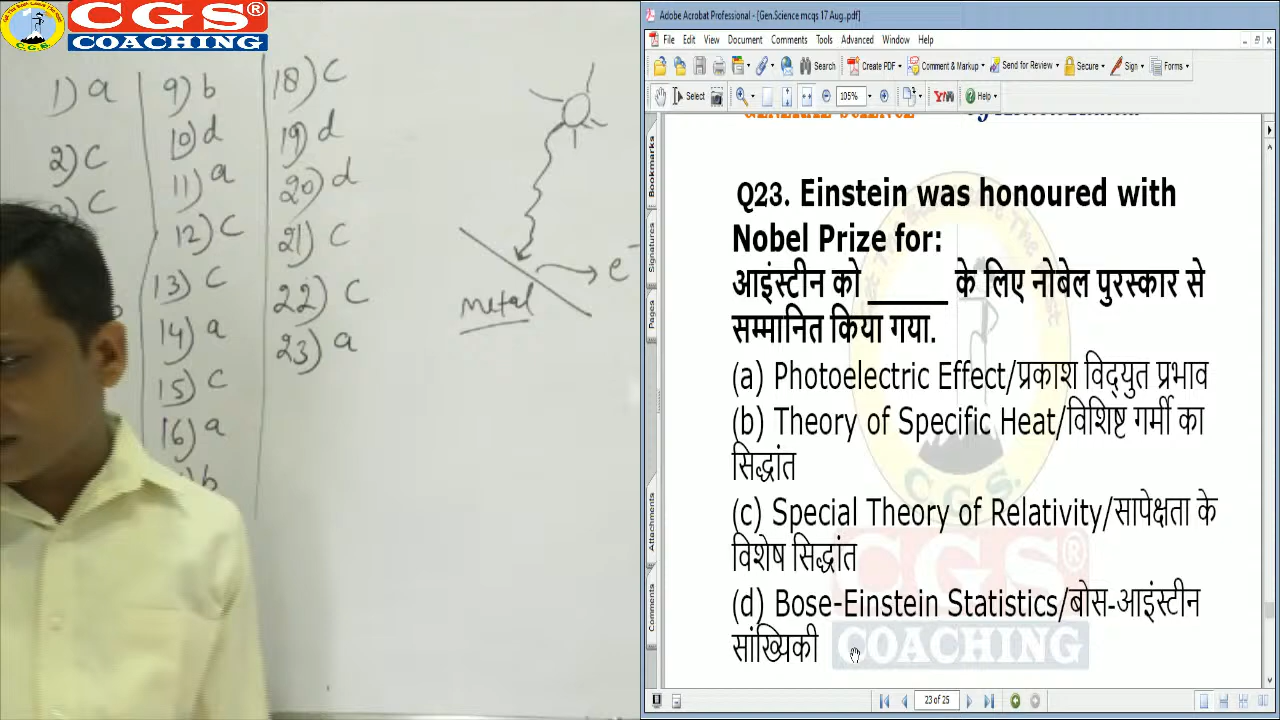 CGS®
COACHING
C.G.S.
1) a
2) C
3) C
9) b
10) d
11) a
12) C
13) C
14) a
15) C
16) a
b
18) C
19) d
20) d
21) C
22) C
23) a
e⁻
Metal
Adobe Acrobat Professional - [Gen.Science mcqs 17 Aug.pdf]
File Edit View Document Comments Tools Advanced Window Help
Search Create PDF Comment & Markup Send for Review Secure Sign Forms
Select 105% Help
Bookmarks
Signatures
Pages
Attachments
Comments
GENERAL SCIENCE
Q23. Einstein was honoured with
Nobel Prize for:
आइंस्टीन को ______ के लिए नोबेल पुरस्कार से
सम्मानित किया गया.
(a) Photoelectric Effect/प्रकाश विद्युत प्रभाव
(b) Theory of Specific Heat/विशिष्ट गर्मी का
सिद्धांत
(c) Special Theory of Relativity/सापेक्षता के
विशेष सिद्धांत
(d) Bose-Einstein Statistics/बोस-आइंस्टीन
सांख्यिकी
CGS®
COACHING
23 of 25